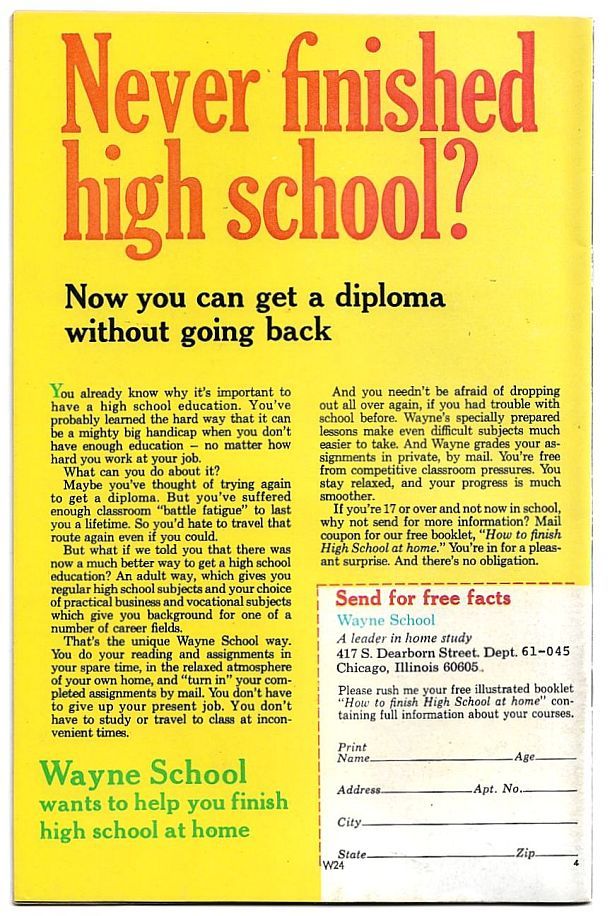 Never finished
high school?
Now you can get a diploma
without going back
You already know why it's important to
have a high school education. You've
probably learned the hard way that it can
be a mighty big handicap when you don't
have enough education — no matter how
hard you work at your job.
What can you do about it?
Maybe you've thought of trying again
to get a diploma. But you've suffered
enough classroom "battle fatigue" to last
you a lifetime. So you'd hate to travel that
route again even if you could.
But what if we told you that there was
now a much better way to get a high school
education? An adult way, which gives you
regular high school subjects and your choice
of practical business and vocational subjects
which give you background for one of a
number of career fields.
That's the unique Wayne School way.
You do your reading and assignments in
your spare time, in the relaxed atmosphere
of your own home, and "turn in" your com-
pleted assignments by mail. You don't have
to give up your present job. You don't
have to study or travel to class at incon-
venient times.
Wayne School
wants to help you finish
high school at home
And you needn't be afraid of dropping
out all over again, if you had trouble with
school before. Wayne's specially prepared
lessons make even difficult subjects much
easier to take. And Wayne grades your as-
signments in private, by mail. You're free
from competitive classroom pressures. You
stay relaxed, and your progress is much
smoother.
If you're 17 or over and not now in school,
why not send for more information? Mail
coupon for our free booklet, "How to finish
High School at home." You're in for a pleas-
ant surprise. And there's no obligation.
Send for free facts
Wayne School
A leader in home study
417 S. Dearborn Street. Dept. 61-045
Chicago, Illinois 60605.
Please rush me your free illustrated booklet
"How to finish High School at home" con-
taining full information about your courses.
Print
Name Age
Address Apt. No.
City
State Zip
W24 4